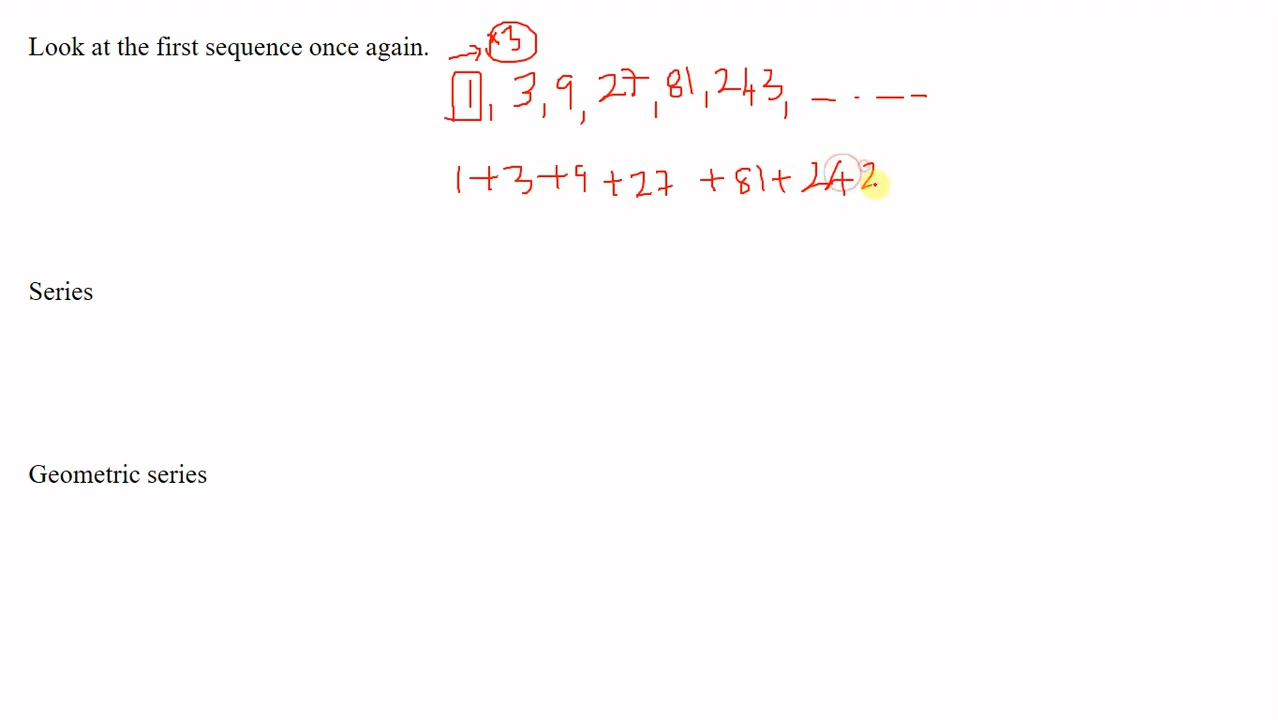 Look at the first sequence once again.
×3
1, 3, 9, 27, 81, 243, _ . _ _
1+3+9+27 +81+242
Series
Geometric series